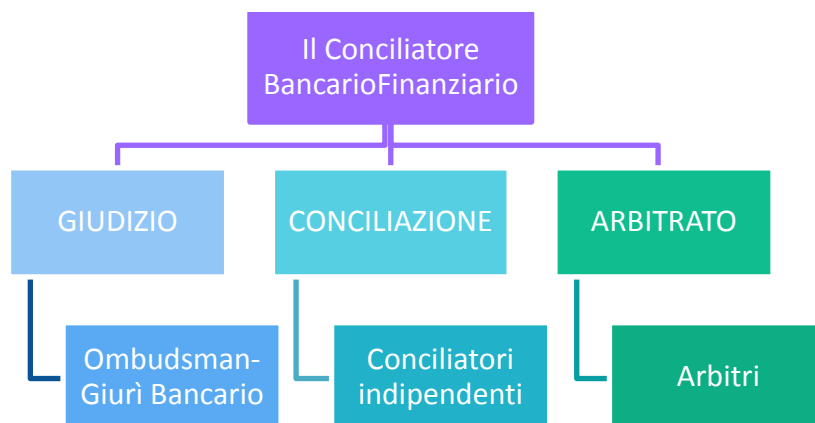 Il Conciliatore
BancarioFinanziario
GIUDIZIO
CONCILIAZIONE
ARBITRATO
Ombudsman-
Giurì Bancario
Conciliatori
indipendenti
Arbitri